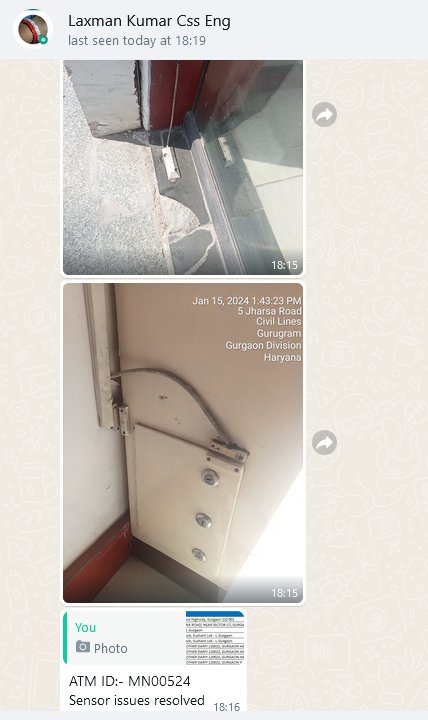 Laxman Kumar Css Eng
last seen today at 18:19
18:15
Jan 15, 2024 1:43:23 PM
5 Jharsa Road
Civil Lines
Gurugram
Gurgaon Division
Haryana
18:15
You
Photo
ATM ID:- MN00524
Sensor issues resolved
18:16